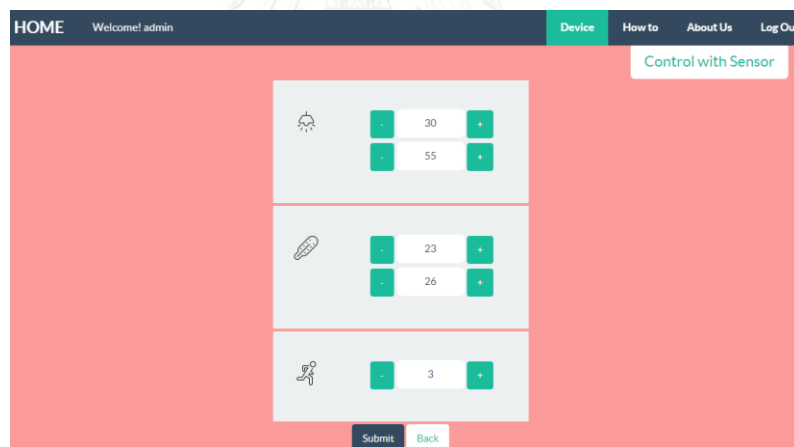 HOME Welcome! admin Device How to About Us Log Ou
Control with Sensor
- 30 +
- 55 +
- 23 +
- 26 +
- 3 +
Submit Back